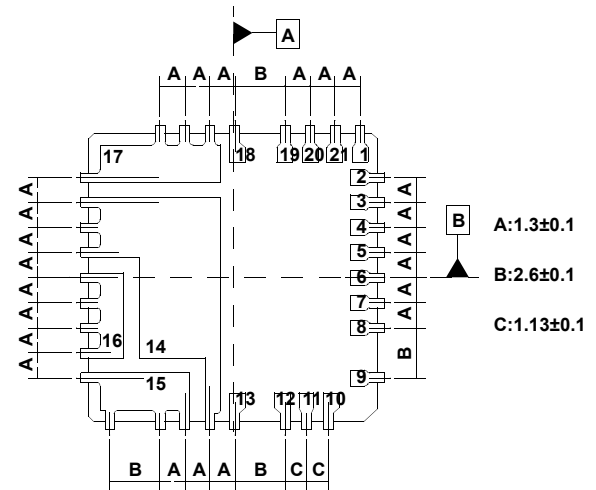 A
A A A B A A A
17 18 19 20 21 1
2
3
4
5
6
7
8
9
A A A A A A B
B
A:1.3±0.1
B:2.6±0.1
C:1.13±0.1
A A A A A A A A
16 14
15 13 12 11 10
B A A A B C C